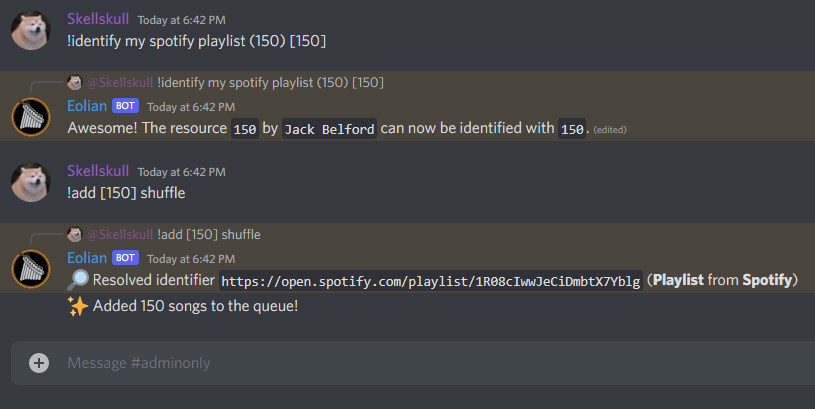 Skellskull Today at 6:42 PM
!identify my spotify playlist (150) [150]
@Skellskull !identify my spotify playlist (150) [150]
Eolian BOT Today at 6:42 PM
Awesome! The resource 150 by Jack Belford can now be identified with 150. (edited)
Skellskull Today at 6:42 PM
!add [150] shuffle
@Skellskull !add [150] shuffle
Eolian BOT Today at 6:42 PM
Resolved identifier https://open.spotify.com/playlist/1R08cIwwJeCiDmbtX7Yblg (Playlist from Spotify)
Added 150 songs to the queue!
Message #adminonly